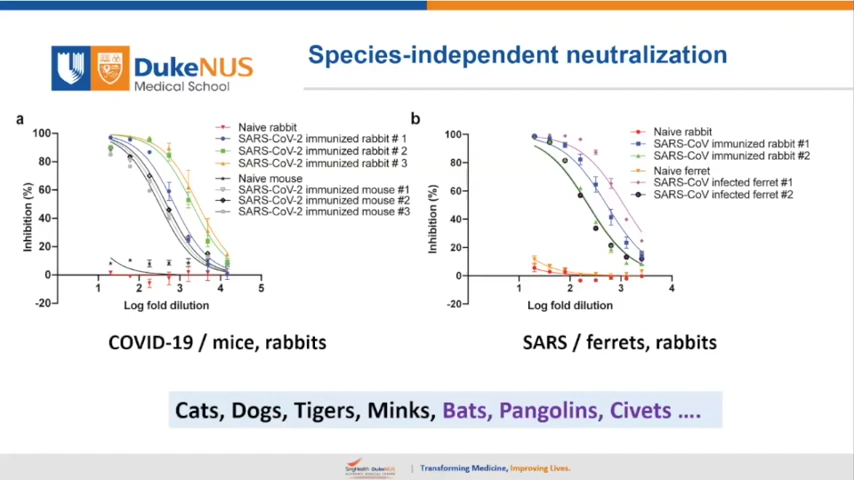 DukeNUS
Medical School
Species-independent neutralization
a
Naive rabbit
SARS-CoV-2 immunized rabbit # 1
SARS-CoV-2 immunized rabbit # 2
SARS-CoV-2 immunized rabbit # 3
Naive mouse
SARS-CoV-2 immunized mouse #1
SARS-CoV-2 immunized mouse #2
SARS-CoV-2 immunized mouse #3
Inhibition (%)
100
80
60
40
20
0
-20
1
2
3
4
5
Log fold dilution
b
Naive rabbit
SARS-CoV immunized rabbit #1
SARS-CoV immunized rabbit #2
Naive ferret
SARS-CoV infected ferret #1
SARS-CoV infected ferret #2
Inhibition (%)
100
80
60
40
20
0
-20
1
2
3
4
Log fold dilution
COVID-19 / mice, rabbits
SARS / ferrets, rabbits
Cats, Dogs, Tigers, Minks, Bats, Pangolins, Civets ....
SingHealth DukeNUS
Transforming Medicine, Improving Lives.